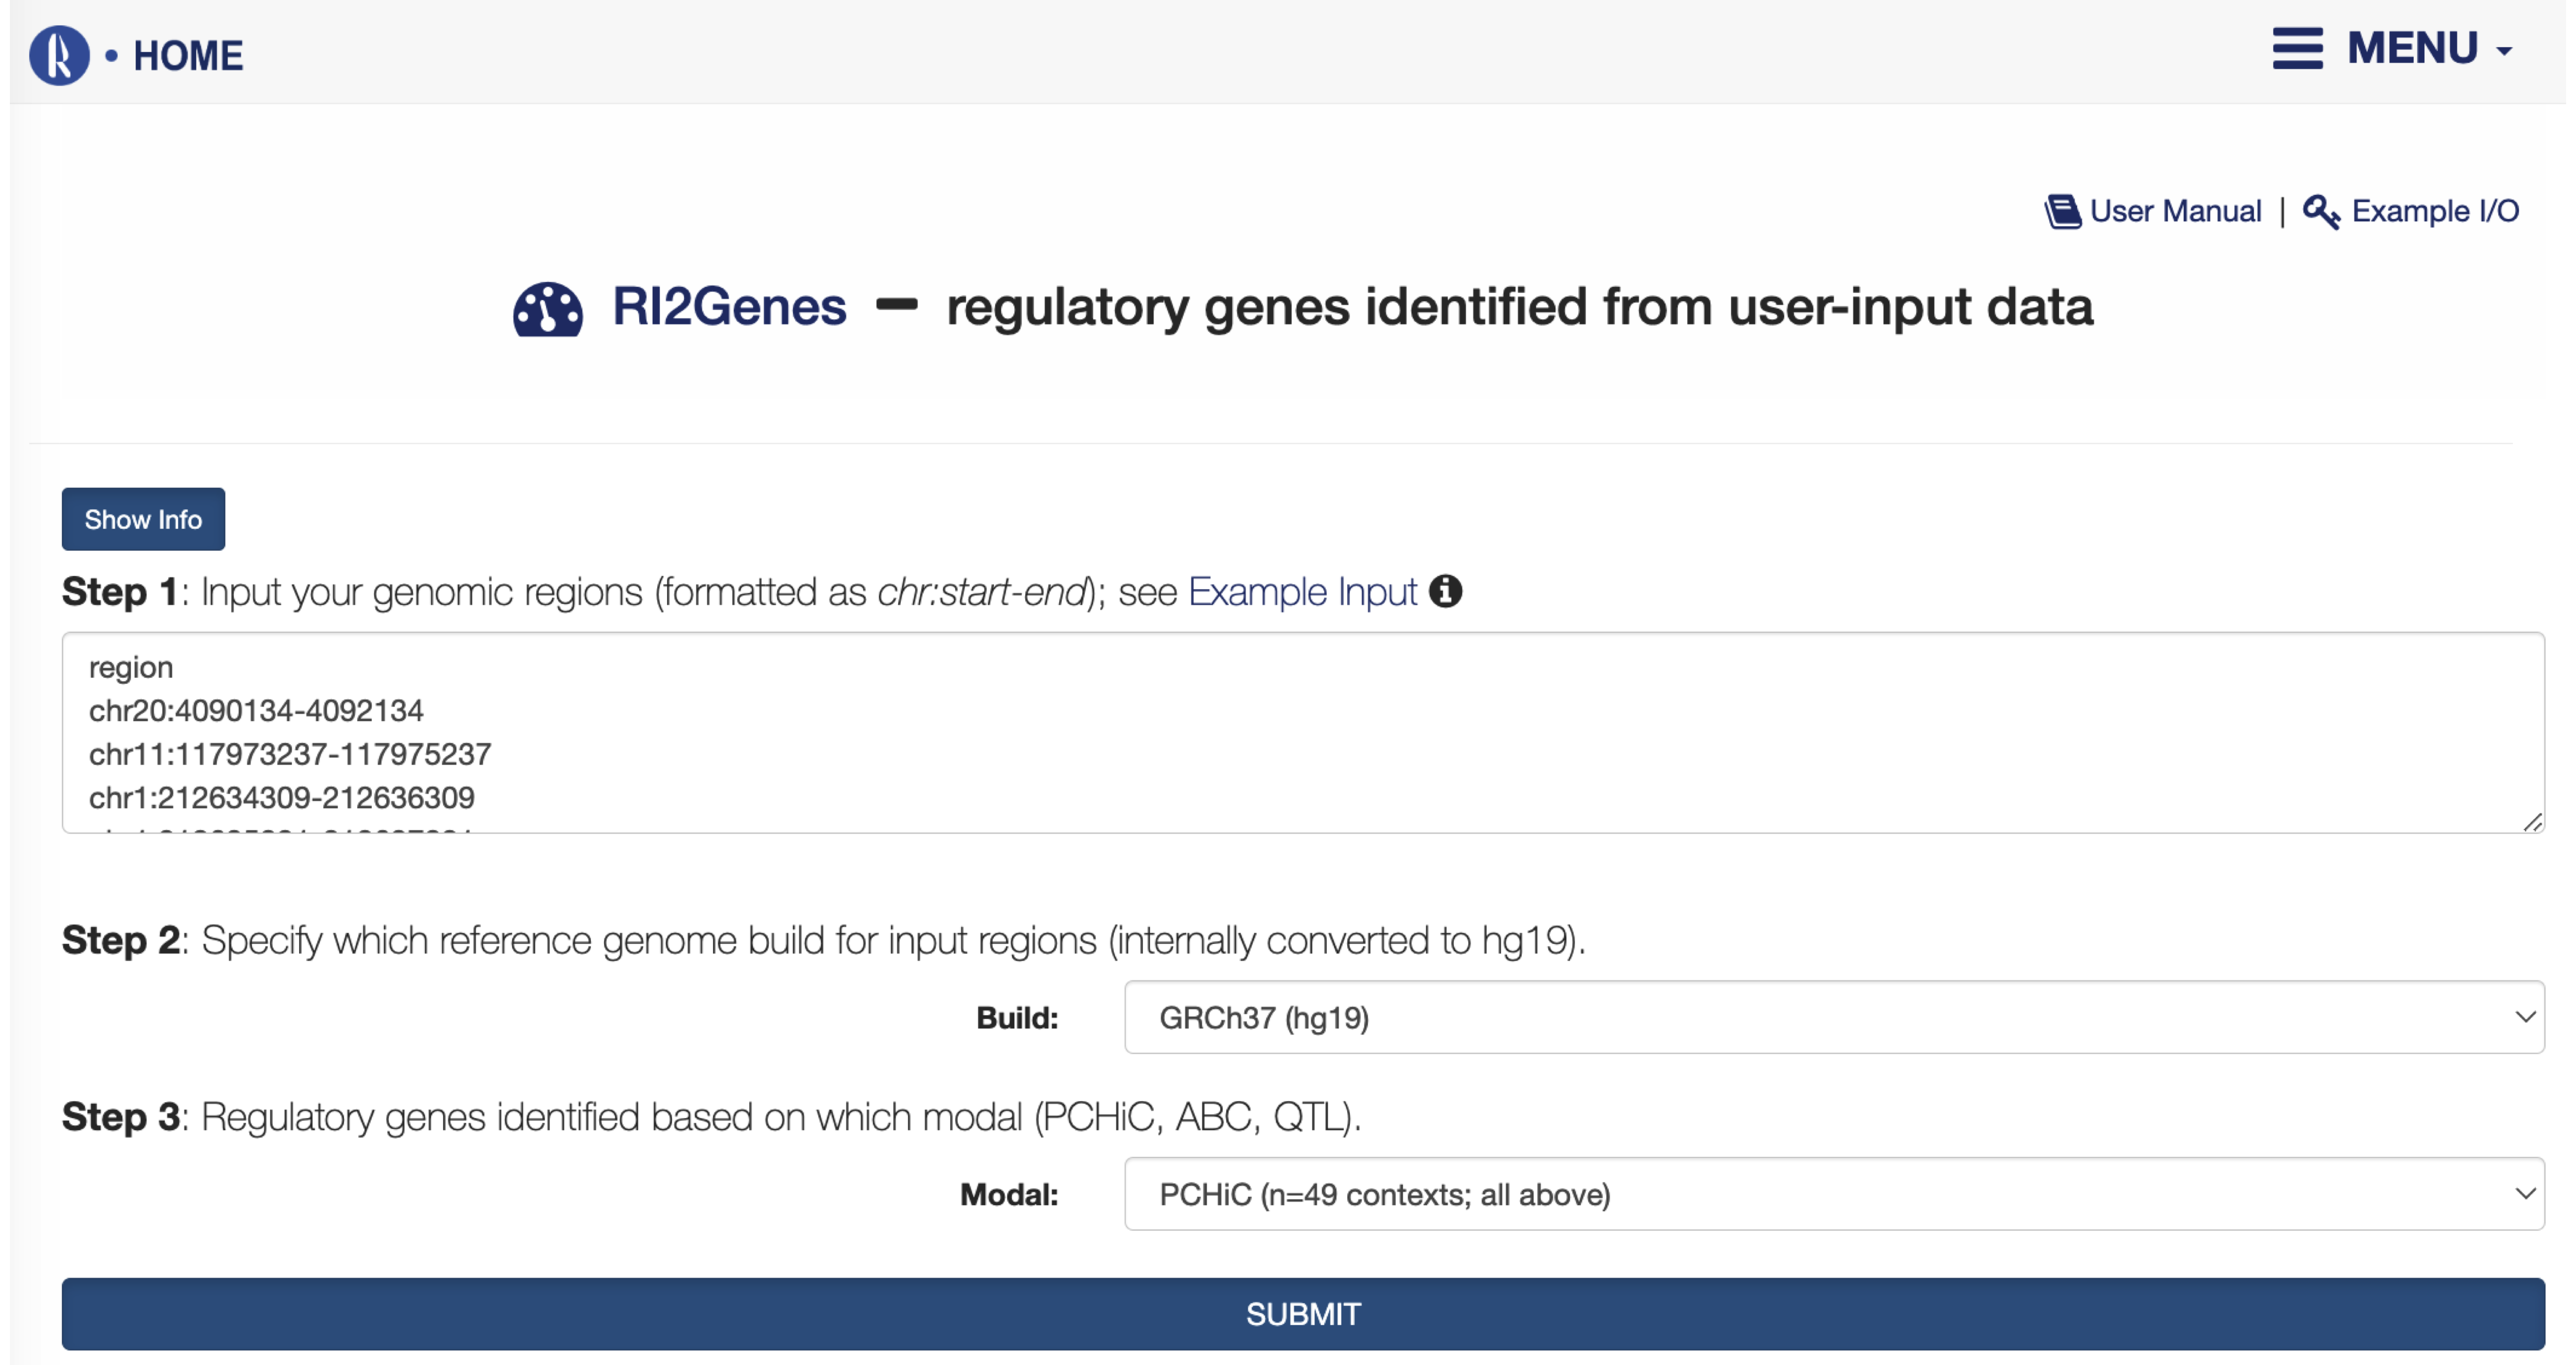 • HOME
MENU
User Manual | Example I/O
RI2Genes — regulatory genes identified from user-input data
Show Info
Step 1: Input your genomic regions (formatted as chr:start-end); see Example Input
region
chr20:4090134-4092134
chr11:117973237-117975237
chr1:212634309-212636309
Step 2: Specify which reference genome build for input regions (internally converted to hg19).
Build: GRCh37 (hg19)
Step 3: Regulatory genes identified based on which modal (PCHiC, ABC, QTL).
Modal: PCHiC (n=49 contexts; all above)
SUBMIT